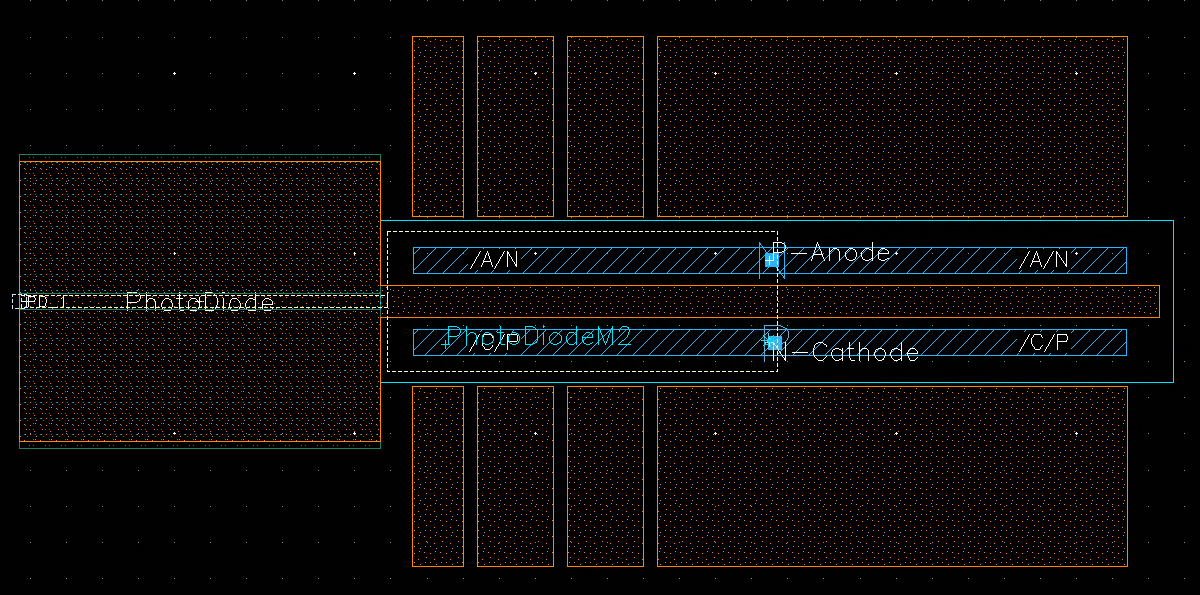 P-Anode
/A/N
/A/N
PhotoDiode
PhotoDiodeM2
/C/P
/C/P
N-Cathode